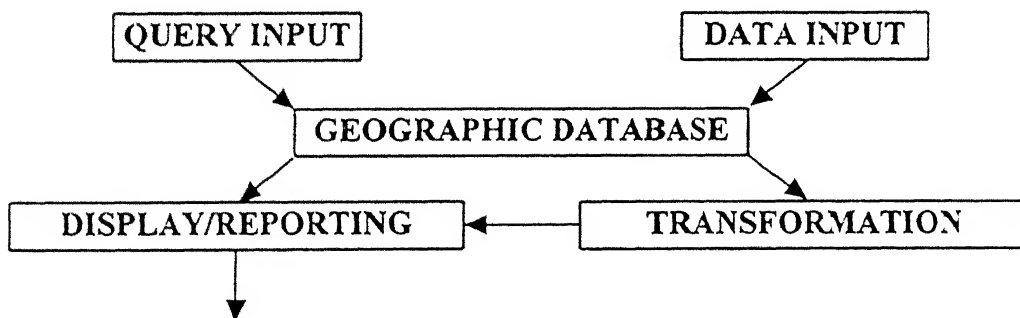 QUERY INPUT
DATA INPUT
GEOGRAPHIC DATABASE
DISPLAY/REPORTING
TRANSFORMATION